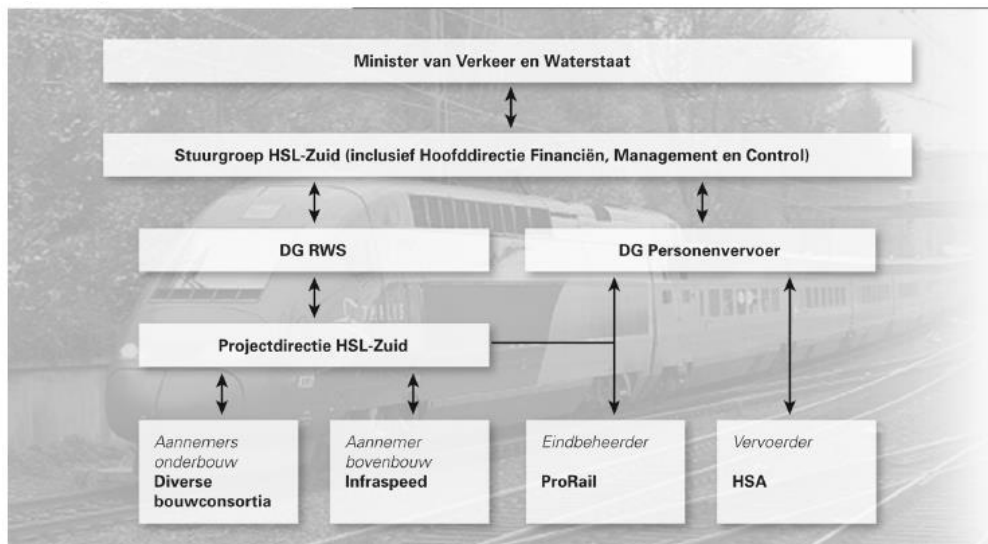 Minister van Verkeer en Waterstaat
Stuurgroep HSL-Zuid (inclusief Hoofddirectie Financiën, Management en Control)
DG RWS
DG Personenvervoer
Projectdirectie HSL-Zuid
Aannemers
onderbouw
Diverse
bouwconsortia
Aannemer
bovenbouw
Infraspeed
Eindbeheerder
ProRail
Vervoerder
HSA
THALYS